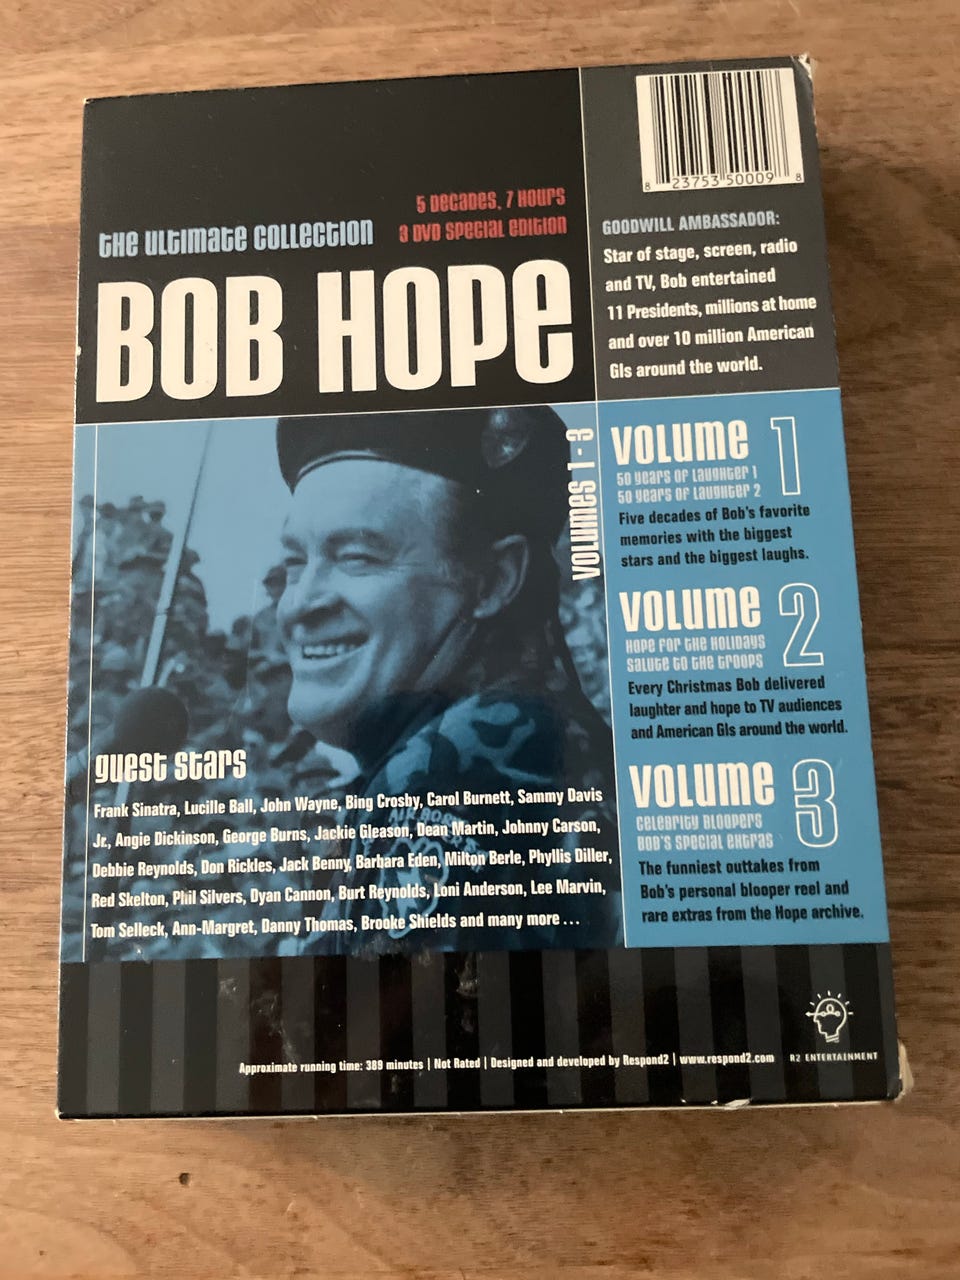 8 23753 50009 8
5 Decades, 7 Hours
The Ultimate Collection
3 DVD Special Edition
BOB HOPE
GOODWILL AMBASSADOR:
Star of stage, screen, radio
and TV, Bob entertained
11 Presidents, millions at home
and over 10 million American
GIs around the world.
Volumes 1 - 3
Volume 1
50 Years of Laughter 1
50 Years of Laughter 2
Five decades of Bob's favorite
memories with the biggest
stars and the biggest laughs.
Volume 2
Hope for the Holidays
Salute to the Troops
Every Christmas Bob delivered
laughter and hope to TV audiences
and American GIs around the world.
Volume 3
Celebrity Bloopers
Bob's Special Extras
The funniest outtakes from
Bob's personal blooper reel and
rare extras from the Hope archive.
guest stars
Frank Sinatra, Lucille Ball, John Wayne, Bing Crosby, Carol Burnett, Sammy Davis
Jr., Angie Dickinson, George Burns, Jackie Gleason, Dean Martin, Johnny Carson,
Debbie Reynolds, Don Rickles, Jack Benny, Barbara Eden, Milton Berle, Phyllis Diller,
Red Skelton, Phil Silvers, Dyan Cannon, Burt Reynolds, Loni Anderson, Lee Marvin,
Tom Selleck, Ann-Margret, Danny Thomas, Brooke Shields and many more . . .
AIRBORNE
Approximate running time: 389 minutes | Not Rated | Designed and developed by Respond2 | www.respond2.com
R2 ENTERTAINMENT